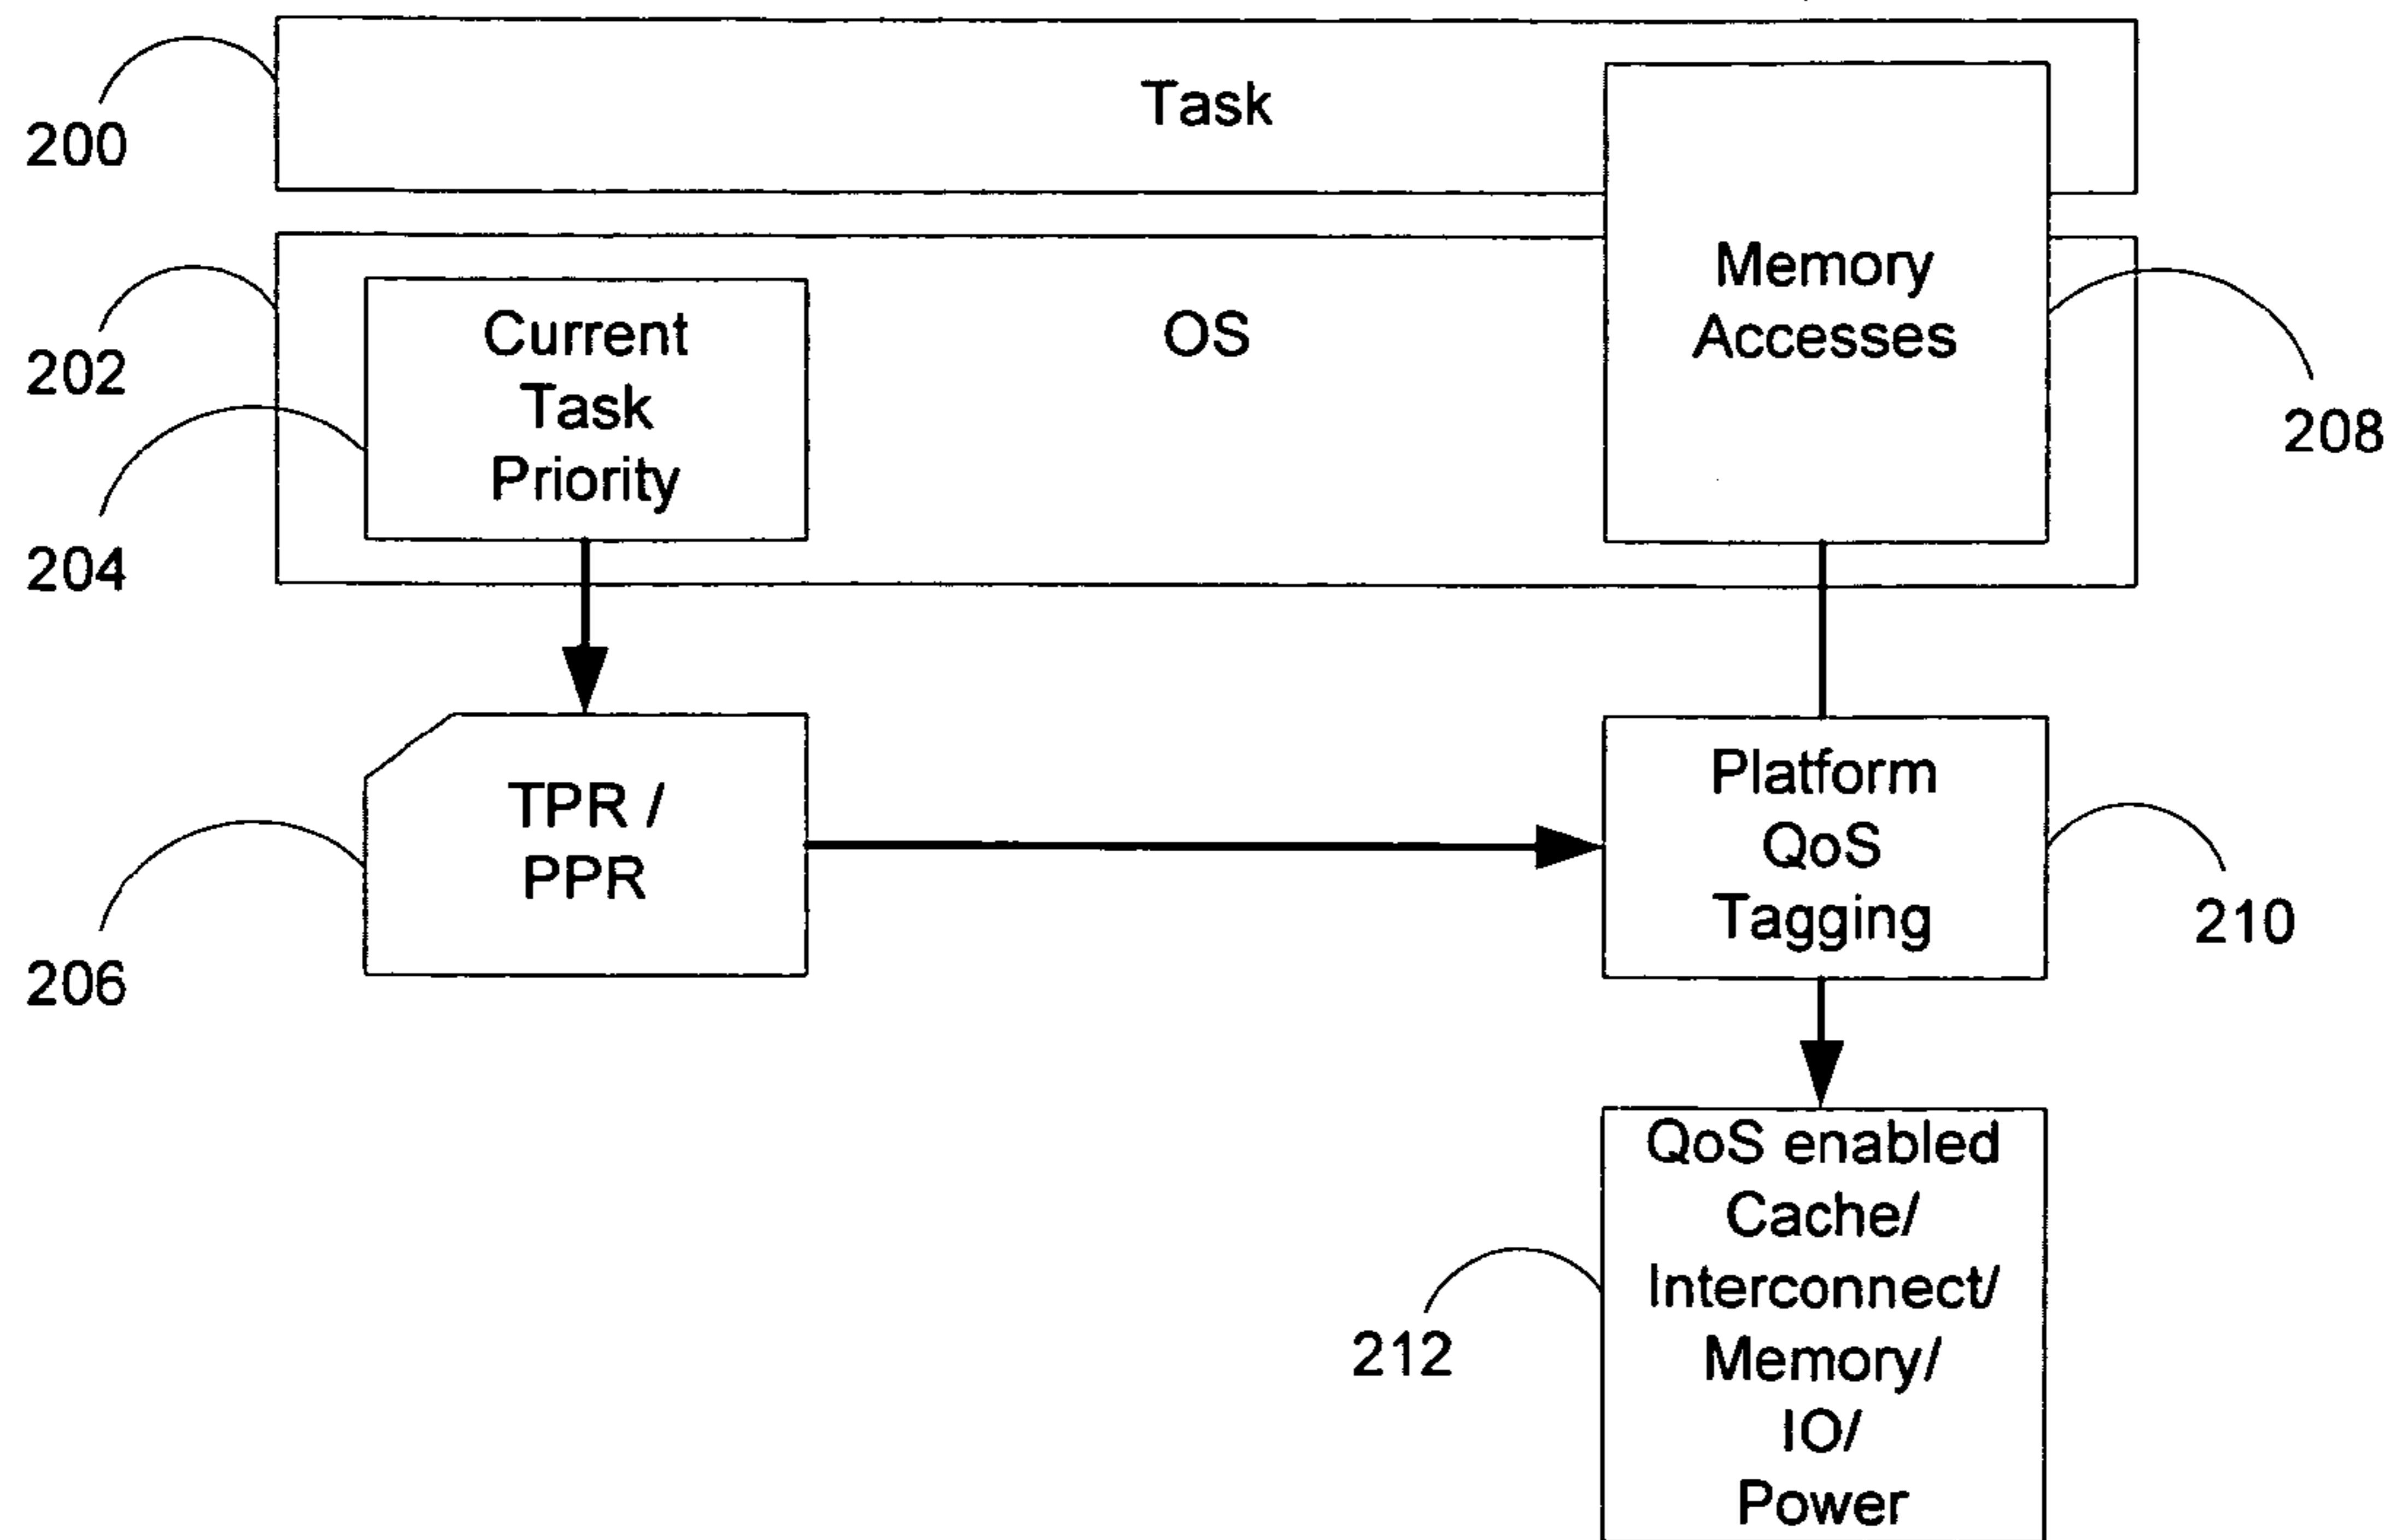 Task
200
Memory
Accesses
OS
Current
Task
Priority
202
208
204
TPR /
PPR
206
Platform
QoS
Tagging
210
QoS enabled
Cache/
Interconnect/
Memory/
IO/
Power
212